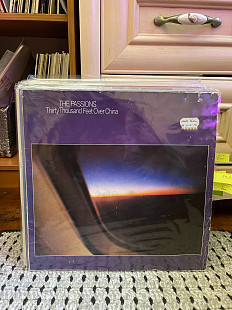 THE PASSIONS
Thirty Thousand Feet Over China